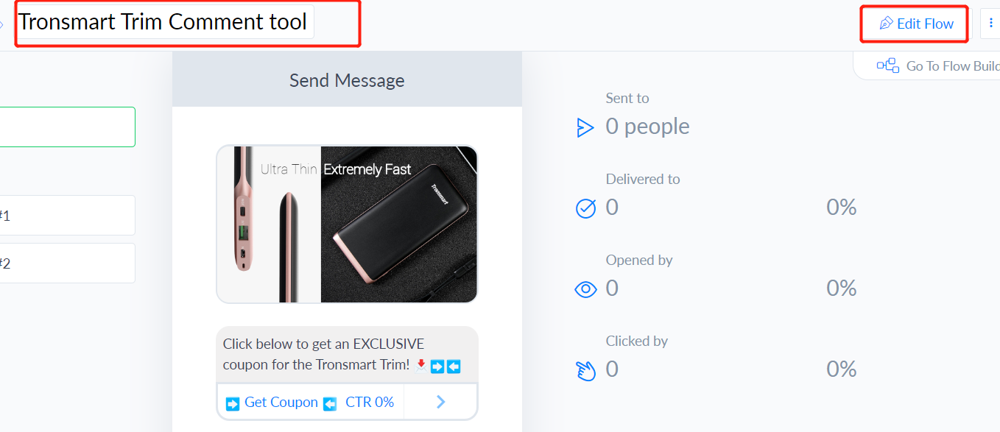 Tronsmart Trim Comment tool
Edit Flow
Go To Flow Build
Send Message
Sent to
0 people
Delivered to
0 0%
Opened by
0 0%
Clicked by
0 0%
#1
#2
Ultra Thin Extremely Fast
Tronsmart
Click below to get an EXCLUSIVE
coupon for the Tronsmart Trim! 📩➡️⬅️
➡️ Get Coupon ⬅️ CTR 0%